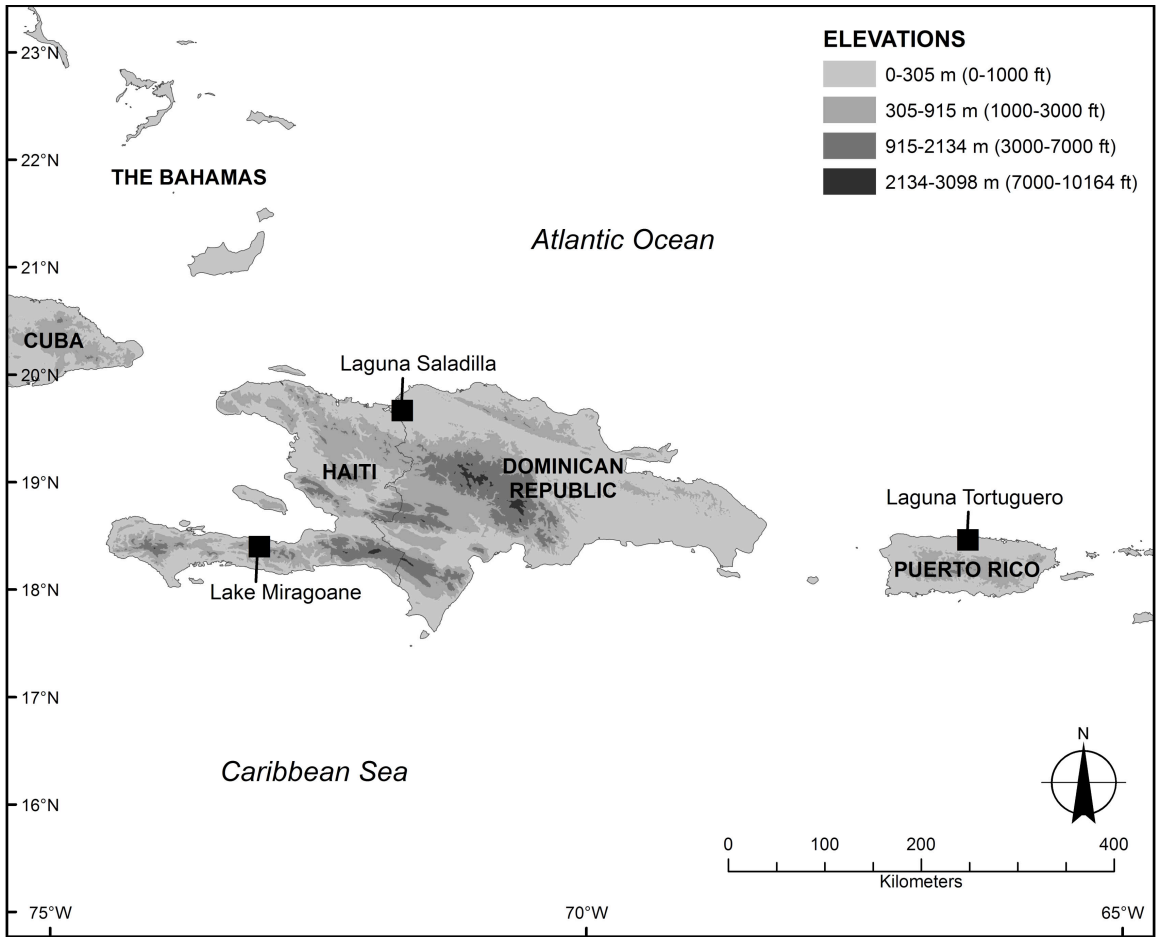 ELEVATIONS
0-305 m (0-1000 ft)
305-915 m (1000-3000 ft)
915-2134 m (3000-7000 ft)
2134-3098 m (7000-10164 ft)
23°N
22°N
THE BAHAMAS
Atlantic Ocean
21°N
CUBA
20°N
Laguna Saladilla
HAITI
DOMINICAN
REPUBLIC
19°N
Laguna Tortuguero
PUERTO RICO
18°N
Lake Miragoane
17°N
Caribbean Sea
16°N
N
0 100 200 400
Kilometers
75°W 70°W 65°W